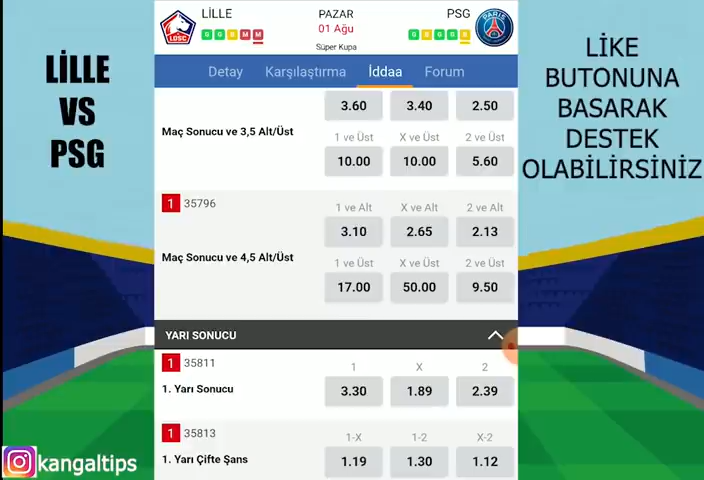 LİLLE
VS
PSG
LİLLE
G G B M M
PAZAR
01 Ağu
Süper Kupa
PSG
G B G G B
PARIS
LOSC
Detay Karşılaştırma İddaa Forum
3.60 3.40 2.50
Maç Sonucu ve 3,5 Alt/Üst
1 ve Üst X ve Üst 2 ve Üst
10.00 10.00 5.60
1 35796
1 ve Alt X ve Alt 2 ve Alt
3.10 2.65 2.13
Maç Sonucu ve 4,5 Alt/Üst
1 ve Üst X ve Üst 2 ve Üst
17.00 50.00 9.50
YARI SONUCU
1 35811
1 X 2
1. Yarı Sonucu
3.30 1.89 2.39
1 35813
1-X 1-2 X-2
1. Yarı Çifte Şans
1.19 1.30 1.12
LİKE
BUTONUNA
BASARAK
DESTEK
OLABİLİRSİNİZ
kangaltips